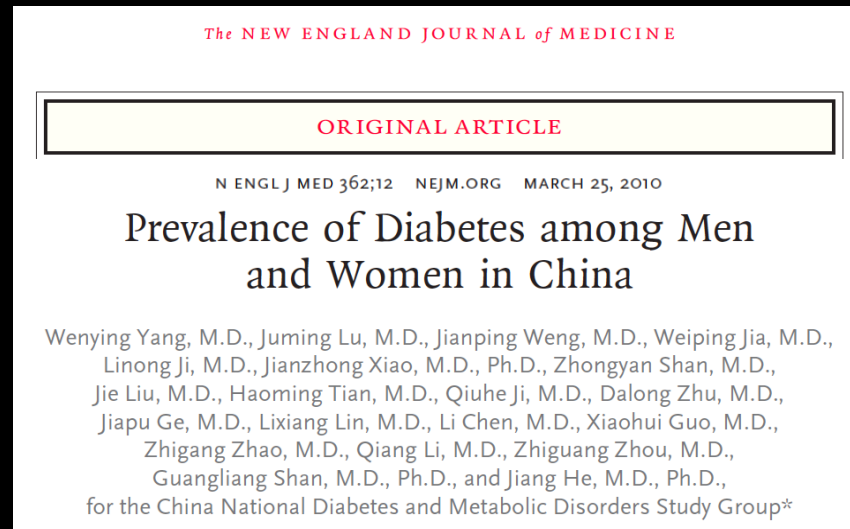 The NEW ENGLAND JOURNAL of MEDICINE
ORIGINAL ARTICLE
N ENGL J MED 362;12 NEJM.ORG MARCH 25, 2010
Prevalence of Diabetes among Men
and Women in China
Wenying Yang, M.D., Juming Lu, M.D., Jianping Weng, M.D., Weiping Jia, M.D.,
Linong Ji, M.D., Jianzhong Xiao, M.D., Ph.D., Zhongyan Shan, M.D.,
Jie Liu, M.D., Haoming Tian, M.D., Qiuhe Ji, M.D., Dalong Zhu, M.D.,
Jiapu Ge, M.D., Lixiang Lin, M.D., Li Chen, M.D., Xiaohui Guo, M.D.,
Zhigang Zhao, M.D., Qiang Li, M.D., Zhiguang Zhou, M.D.,
Guangliang Shan, M.D., Ph.D., and Jiang He, M.D., Ph.D.,
for the China National Diabetes and Metabolic Disorders Study Group*